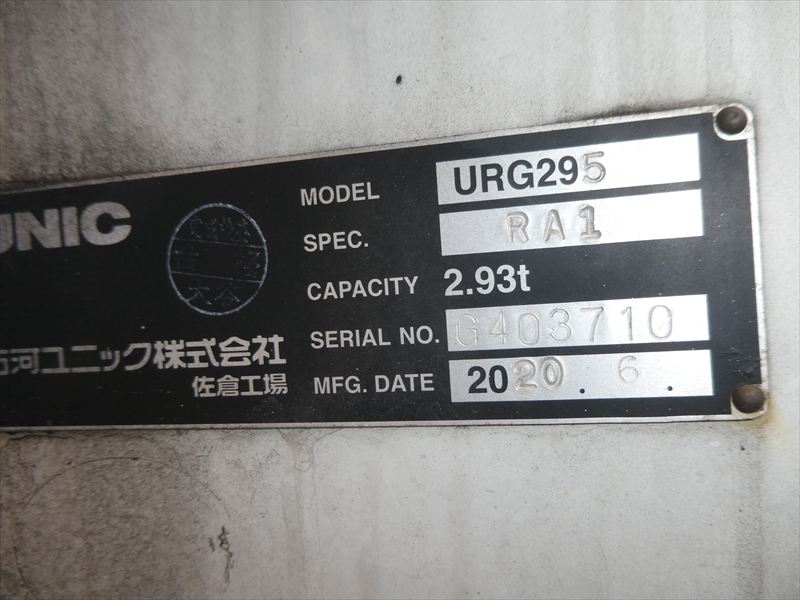 UNIC
MODEL URG295
SPEC. RA1
CAPACITY 2.93t
SERIAL NO. G403710
MFG. DATE 2020.6.
河ユニック株式会社
佐倉工場